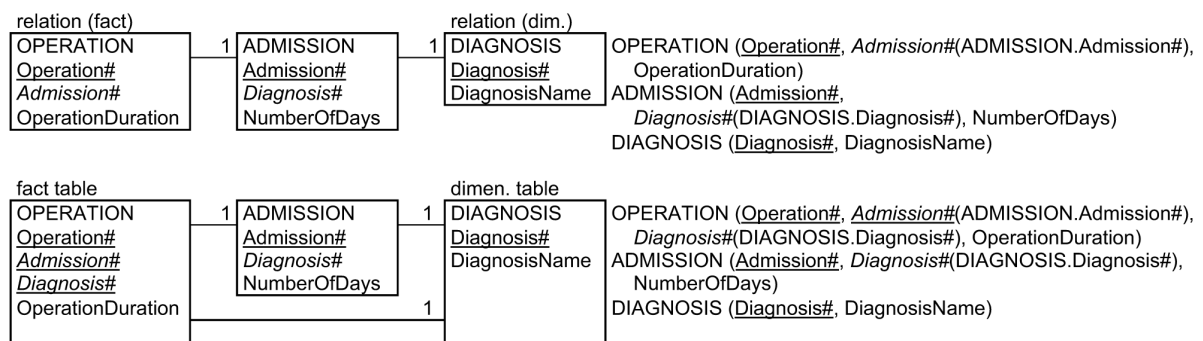 relation (fact)
relation (dim.)
OPERATION
Operation#
Admission#
OperationDuration
1
ADMISSION
Admission#
Diagnosis#
NumberOfDays
1
DIAGNOSIS
Diagnosis#
DiagnosisName
OPERATION (Operation#, Admission#(ADMISSION.Admission#),
OperationDuration)
ADMISSION (Admission#,
Diagnosis#(DIAGNOSIS.Diagnosis#), NumberOfDays)
DIAGNOSIS (Diagnosis#, DiagnosisName)
fact table
dimen. table
OPERATION
Operation#
Admission#
Diagnosis#
OperationDuration
1
ADMISSION
Admission#
Diagnosis#
NumberOfDays
1
1
DIAGNOSIS
Diagnosis#
DiagnosisName
OPERATION (Operation#, Admission#(ADMISSION.Admission#),
Diagnosis#(DIAGNOSIS.Diagnosis#), OperationDuration)
ADMISSION (Admission#, Diagnosis#(DIAGNOSIS.Diagnosis#),
NumberOfDays)
DIAGNOSIS (Diagnosis#, DiagnosisName)